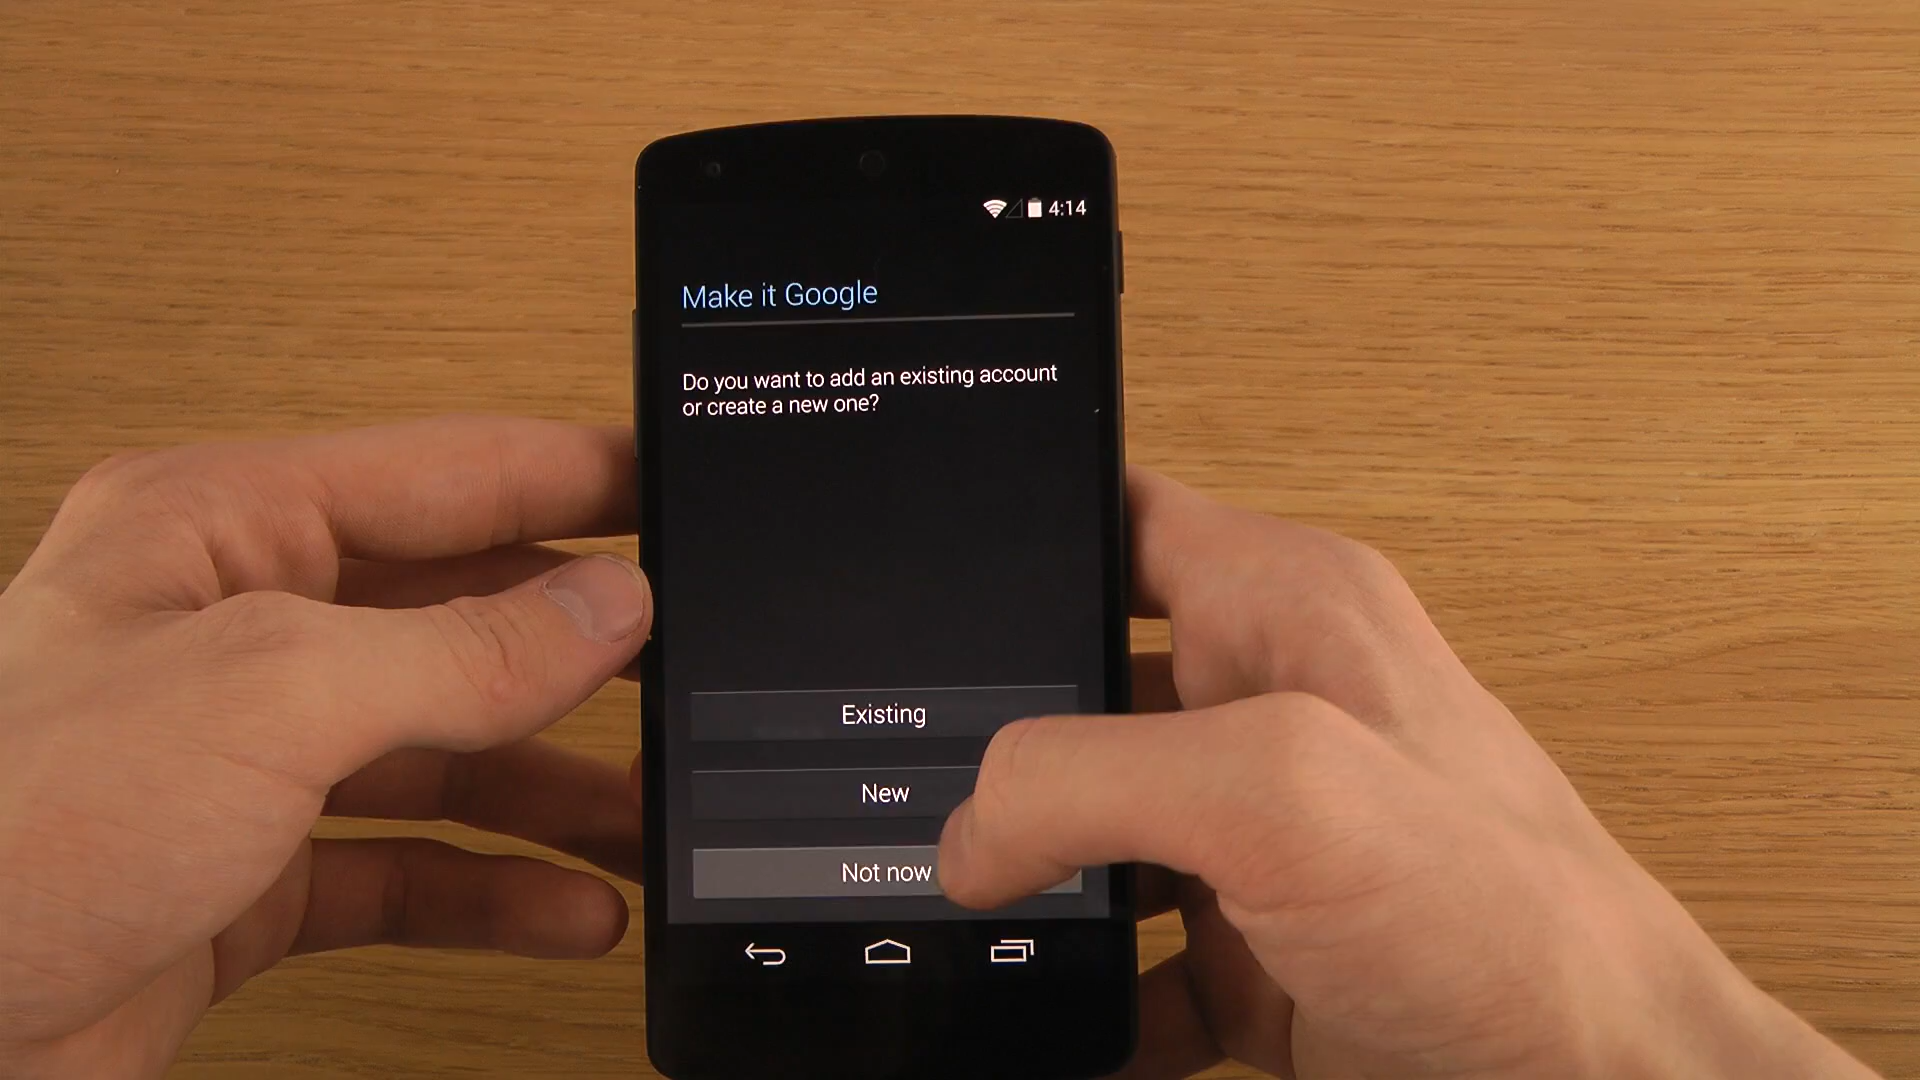 4:14
Make it Google
Do you want to add an existing account
or create a new one?
Existing
New
Not now